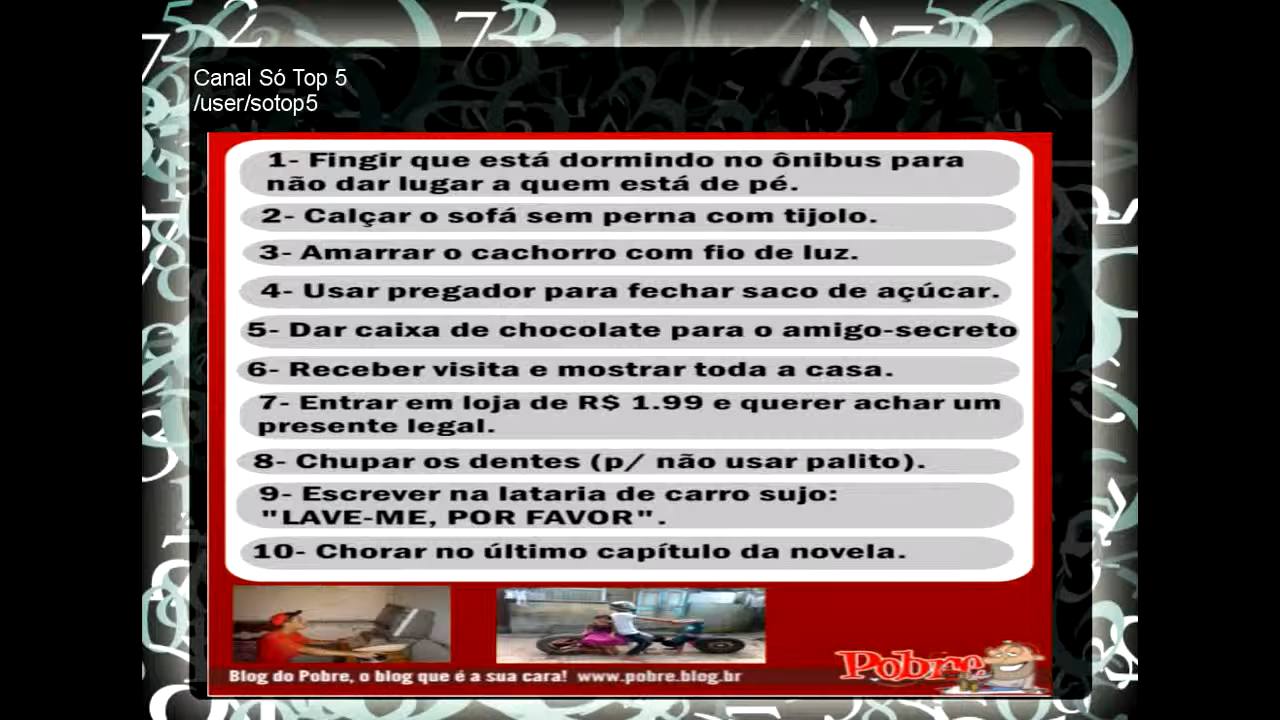 Canal Só Top 5
/user/sotop5
1- Fingir que está dormindo no ônibus para
não dar lugar a quem está de pé.
2- Calçar o sofá sem perna com tijolo.
3- Amarrar o cachorro com fio de luz.
4- Usar pregador para fechar saco de açúcar.
5- Dar caixa de chocolate para o amigo-secreto
6- Receber visita e mostrar toda a casa.
7- Entrar em loja de R$ 1.99 e querer achar um
presente legal.
8- Chupar os dentes (p/ não usar palito).
9- Escrever na lataria de carro sujo:
"LAVE-ME, POR FAVOR".
10- Chorar no último capítulo da novela.
Blog do Pobre, o blog que é a sua cara! www.pobre.blog.br
Pobre